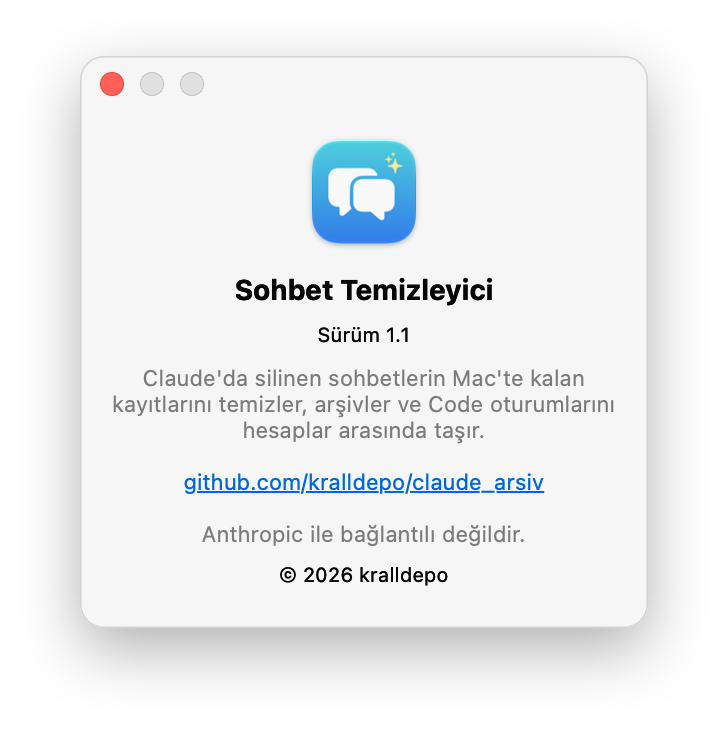 Sohbet Temizleyici
Sürüm 1.1
Claude'da silinen sohbetlerin Mac'te kalan
kayıtlarını temizler, arşivler ve Code oturumlarını
hesaplar arasında taşır.
github.com/kralldepo/claude_arsiv
Anthropic ile bağlantılı değildir.
© 2026 kralldepo